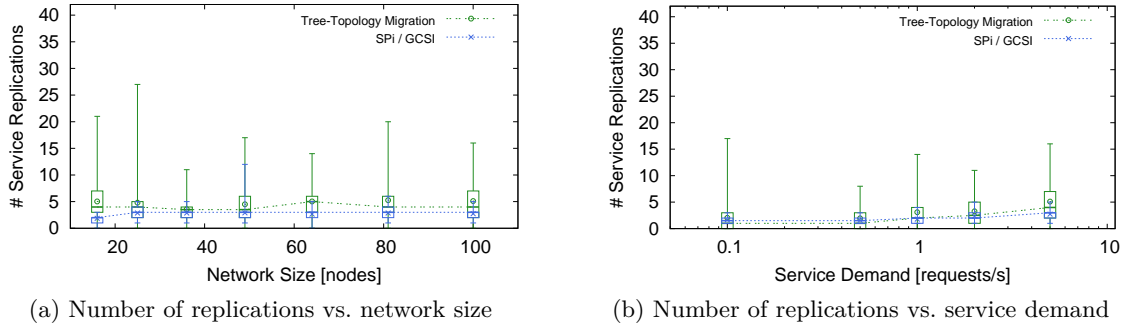 Tree-Topology Migration
SPi / GCSI
# Service Replications
40
35
30
25
20
15
10
5
0
20 40 60 80 100
Network Size [nodes]
(a) Number of replications vs. network size
Tree-Topology Migration
SPi / GCSI
# Service Replications
40
35
30
25
20
15
10
5
0
0.1 1 10
Service Demand [requests/s]
(b) Number of replications vs. service demand